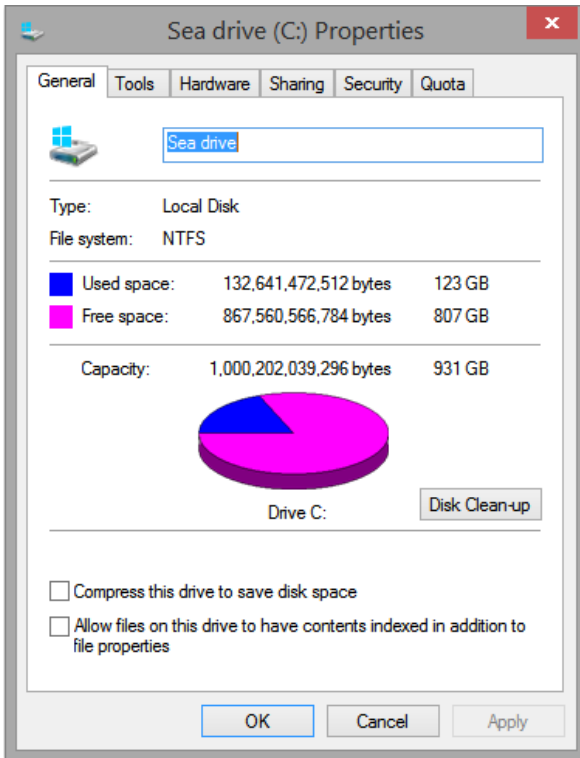 Sea drive (C:) Properties
General Tools Hardware Sharing Security Quota
Sea drive
Type: Local Disk
File system: NTFS
Used space: 132,641,472,512 bytes 123 GB
Free space: 867,560,566,784 bytes 807 GB
Capacity: 1,000,202,039,296 bytes 931 GB
Drive C:
Disk Clean-up
Compress this drive to save disk space
Allow files on this drive to have contents indexed in addition to
file properties
OK Cancel Apply